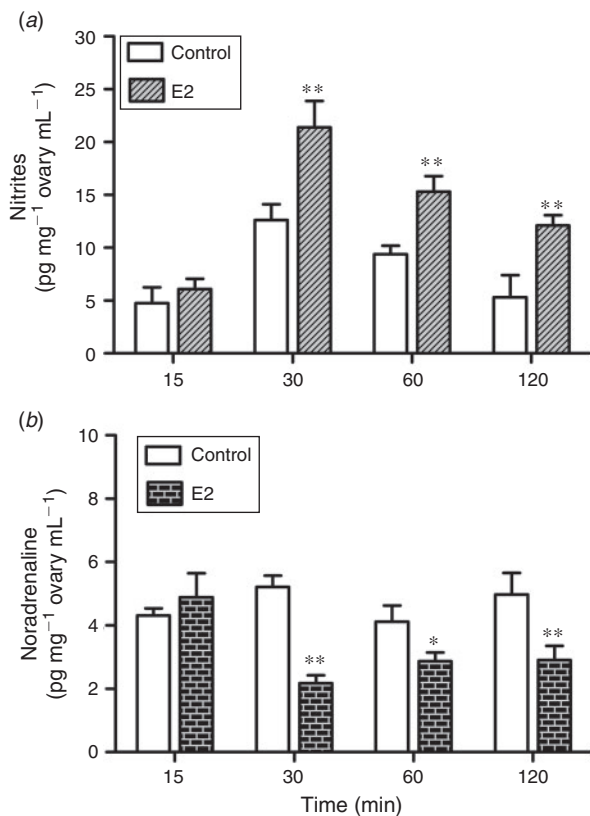 (a)
30
25
20
15
10
5
0
Nitrites
(pg mg⁻¹ ovary mL⁻¹)
Control
E2
**
**
**
15 30 60 120
(b)
10
8
6
4
2
0
Noradrenaline
(pg mg⁻¹ ovary mL⁻¹)
Control
E2
**
*
**
15 30 60 120
Time (min)